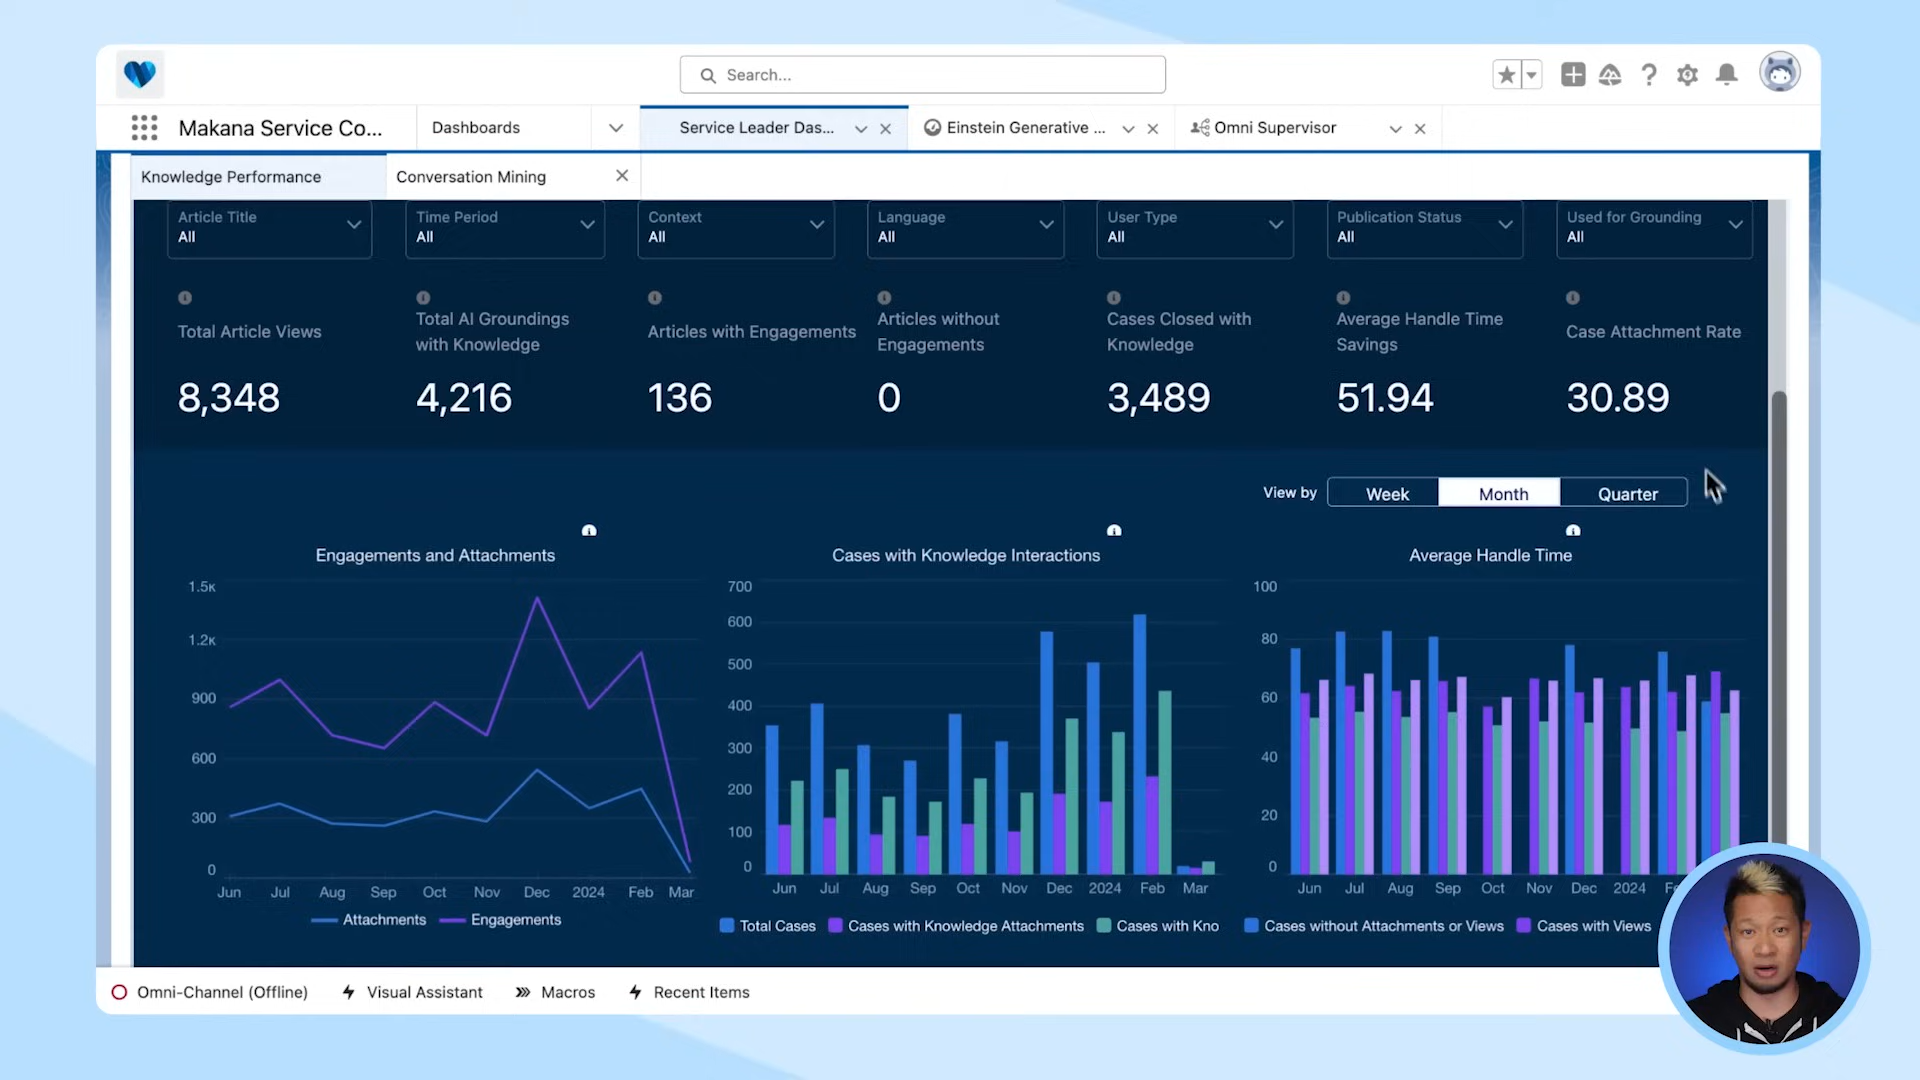 Search...
Makana Service Co...
Dashboards
Service Leader Das...
Einstein Generative ...
Omni Supervisor
Knowledge Performance
Conversation Mining
Article Title
All
Time Period
All
Context
All
Language
All
User Type
All
Publication Status
All
Used for Grounding
All
Total Article Views
8,348
Total AI Groundings
with Knowledge
4,216
Articles with Engagements
136
Articles without
Engagements
0
Cases Closed with
Knowledge
3,489
Average Handle Time
Savings
51.94
Case Attachment Rate
30.89
View by
Week
Month
Quarter
Engagements and Attachments
1.5K
1.2K
900
600
300
0
Jun Jul Aug Sep Oct Nov Dec 2024 Feb Mar
Attachments Engagements
Cases with Knowledge Interactions
700
600
500
400
300
200
100
0
Jun Jul Aug Sep Oct Nov Dec 2024 Feb Mar
Total Cases Cases with Knowledge Attachments Cases with Kno
Average Handle Time
100
80
60
40
20
0
Jun Jul Aug Sep Oct Nov Dec 2024
Cases without Attachments or Views Cases with Views
Omni-Channel (Offline)
Visual Assistant
Macros
Recent Items